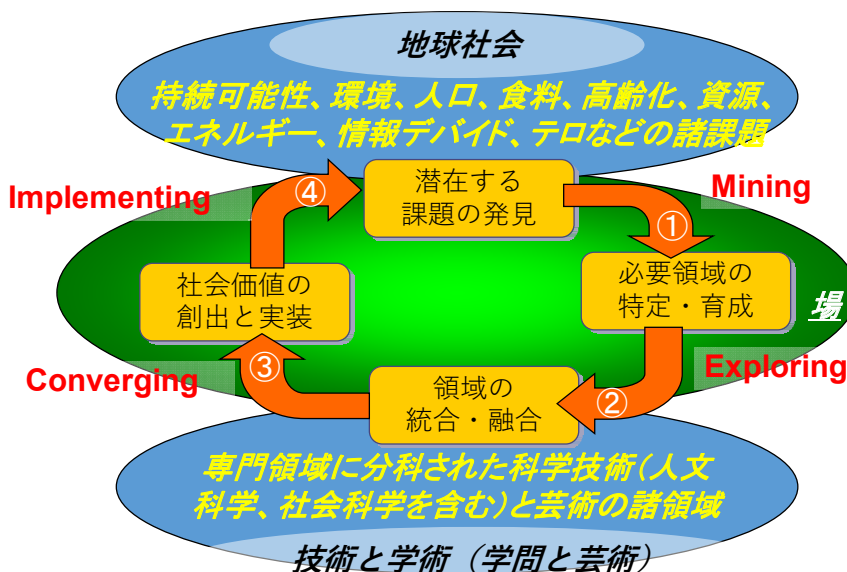 地球社会
持続可能性、環境、人口、食料、高齢化、資源、
エネルギー、情報デバイド、テロなどの諸課題
Implementing
④
潜在する
課題の発見
Mining
①
社会価値の
創出と実装
必要領域の
特定・育成
場
Converging
③
領域の
統合・融合
②
Exploring
専門領域に分科された科学技術(人文
科学、社会科学を含む)と芸術の諸領域
技術と学術（学問と芸術）